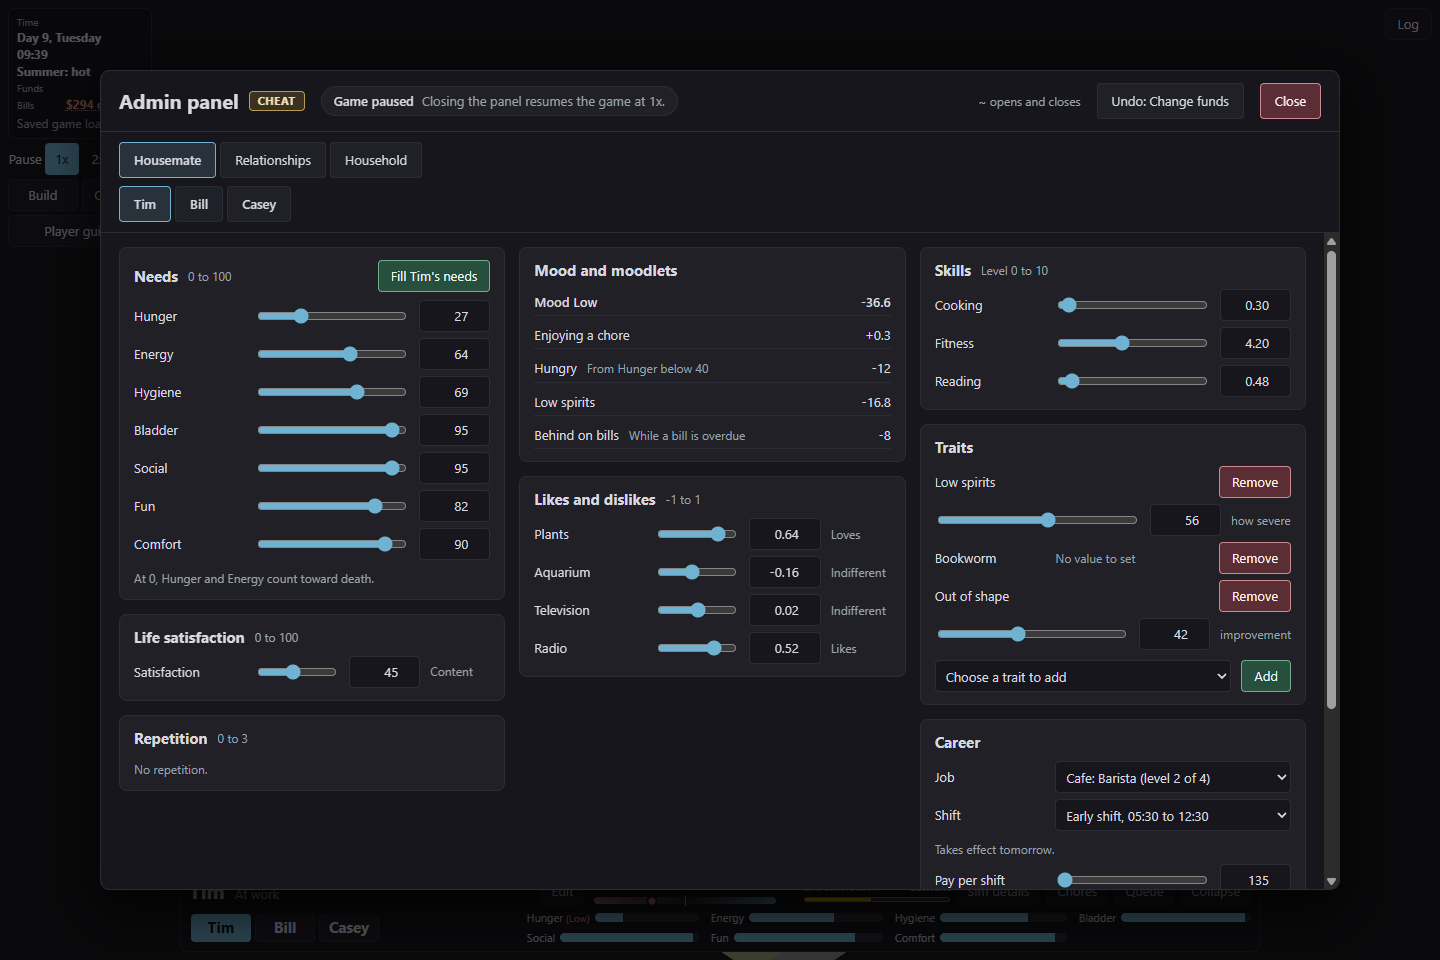 Time
Day 9, Tuesday
09:39
Summer: hot
Funds
Bills $294
Saved game loa
Pause 1x 2
Build
Player gui
Log
Admin panel CHEAT Game paused Closing the panel resumes the game at 1x. ~ opens and closes Undo: Change funds Close
Housemate Relationships Household
Tim Bill Casey
Needs 0 to 100 Fill Tim's needs
Hunger 27
Energy 64
Hygiene 69
Bladder 95
Social 95
Fun 82
Comfort 90
At 0, Hunger and Energy count toward death.
Life satisfaction 0 to 100
Satisfaction 45 Content
Repetition 0 to 3
No repetition.
Mood and moodlets
Mood Low -36.6
Enjoying a chore +0.3
Hungry From Hunger below 40 -12
Low spirits -16.8
Behind on bills While a bill is overdue -8
Likes and dislikes -1 to 1
Plants 0.64 Loves
Aquarium -0.16 Indifferent
Television 0.02 Indifferent
Radio 0.52 Likes
Skills Level 0 to 10
Cooking 0.30
Fitness 4.20
Reading 0.48
Traits
Low spirits Remove
56 how severe
Bookworm No value to set Remove
Out of shape Remove
42 improvement
Choose a trait to add Add
Career
Job Cafe: Barista (level 2 of 4)
Shift Early shift, 05:30 to 12:30
Takes effect tomorrow.
Pay per shift 135
Tim At work Edit Sim details Chores Queue Collapse
Tim Bill Casey
Hunger (Low) Energy Hygiene Bladder
Social Fun Comfort